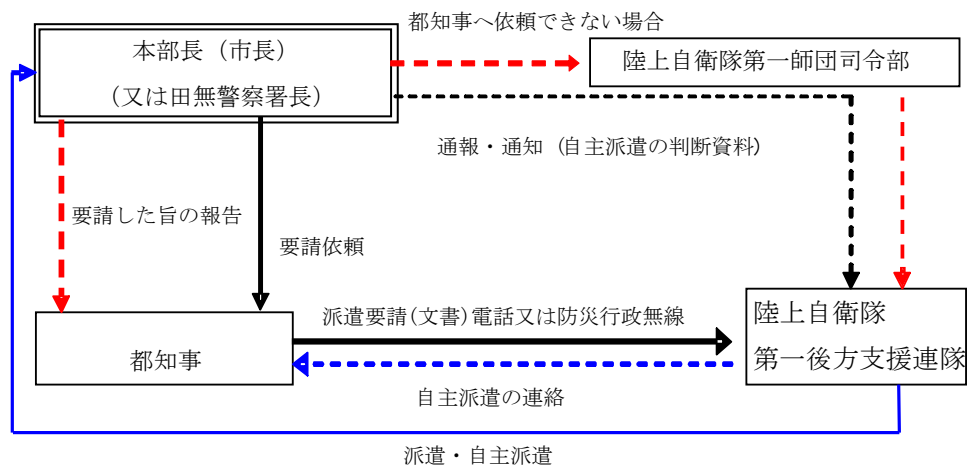 都知事へ依頼できない場合
本部長（市長）
（又は田無警察署長）
陸上自衛隊第一師団司令部
通報・通知（自主派遣の判断資料）
要請した旨の報告
要請依頼
派遣要請（文書）電話又は防災行政無線
陸上自衛隊
第一後方支援連隊
都知事
自主派遣の連絡
派遣・自主派遣